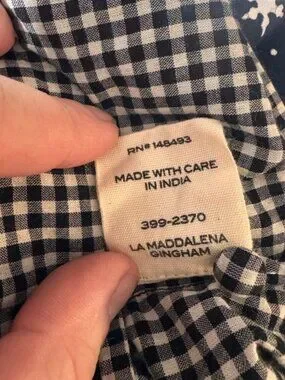 RN# 148493
MADE WITH CARE
IN INDIA
399-2370
LA MADDALENA
GINGHAM